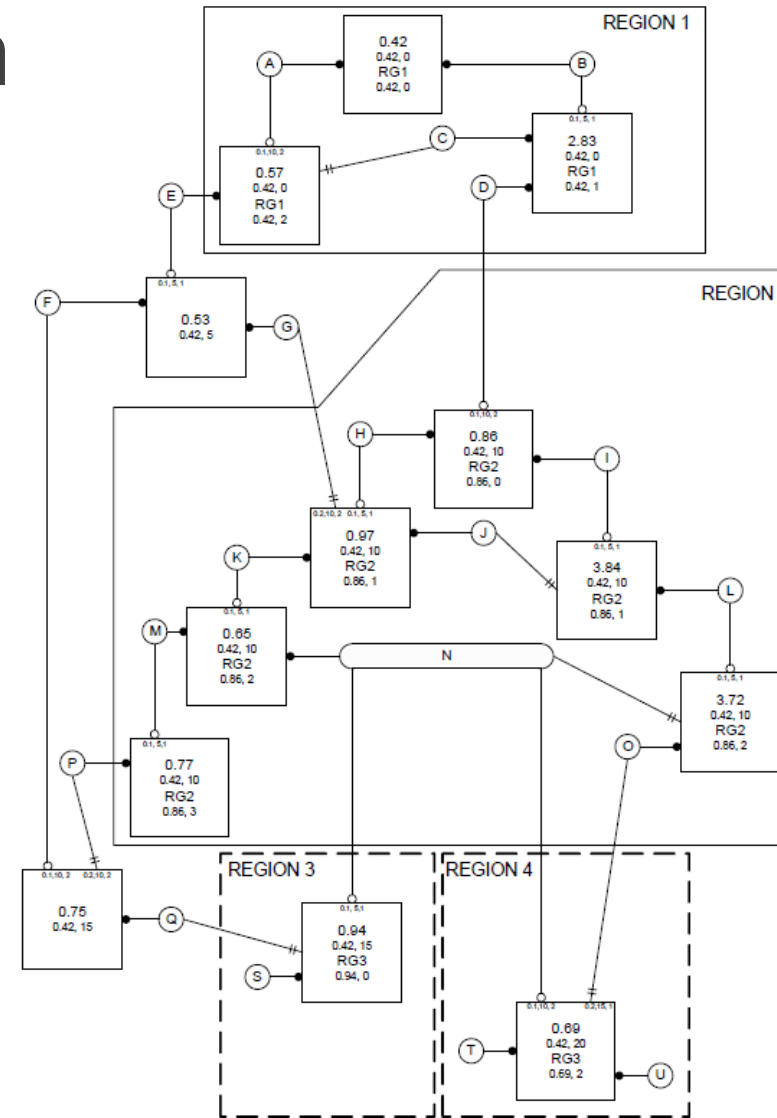 n
REGION 1
0.42
0.42, 0
RG1
0.42, 0
A
B
0.1, 5, 1
2.83
0.42, 0
RG1
0.42, 1
C
0.1,10, 2
0.57
0.42, 0
RG1
0.42, 2
D
E
0.1, 5, 1
0.53
0.42, 5
F
G
REGION
0.1,10, 2
0.86
0.42, 10
RG2
0.86, 0
H
I
0.2,10, 2
0.1, 5, 1
0.97
0.42, 10
RG2
0.86, 1
J
0.1, 5, 1
3.84
0.42, 10
RG2
0.86, 1
K
L
0.1, 5, 1
0.65
0.42, 10
RG2
0.86, 2
M
N
0.1, 5, 1
3.72
0.42, 10
RG2
0.86, 2
O
0.1, 5,1
0.77
0.42, 10
RG2
0.86, 3
P
0.1,10, 2
0.2,10, 2
0.75
0.42, 15
Q
REGION 3
0.1, 5,1
0.94
0.42, 15
RG3
0.94, 0
S
REGION 4
0.1,10, 2
0.2,15, 1
0.69
0.42, 20
RG3
0.69, 2
T
U